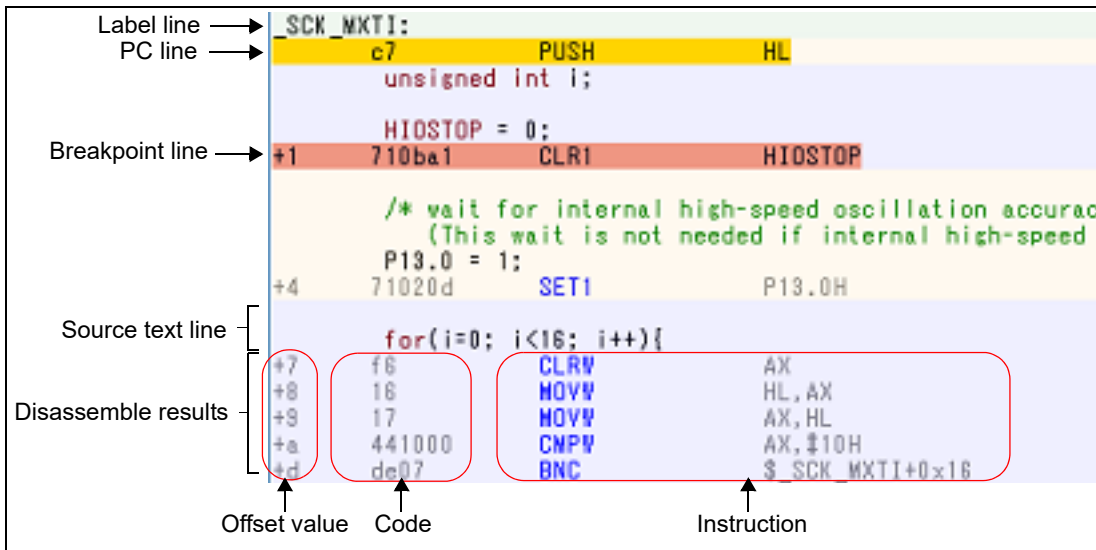 Label line
_SCK_MXTI:
PC line
c7 PUSH HL
unsigned int i;
HIOSTOP = 0;
Breakpoint line
+1 710ba1 CLR1 HIOSTOP
/* wait for internal high-speed oscillation accurac
(This wait is not needed if internal high-speed
P13.0 = 1;
+4 71020d SET1 P13.0H
Source text line
for(i=0; i<16; i++){
+7 f6 CLRW AX
+8 16 MOVW HL,AX
Disassemble results
+9 17 MOVW AX,HL
+a 441000 CMPW AX,#10H
+d de07 BNC $_SCK_MXTI+0x16
Offset value Code Instruction